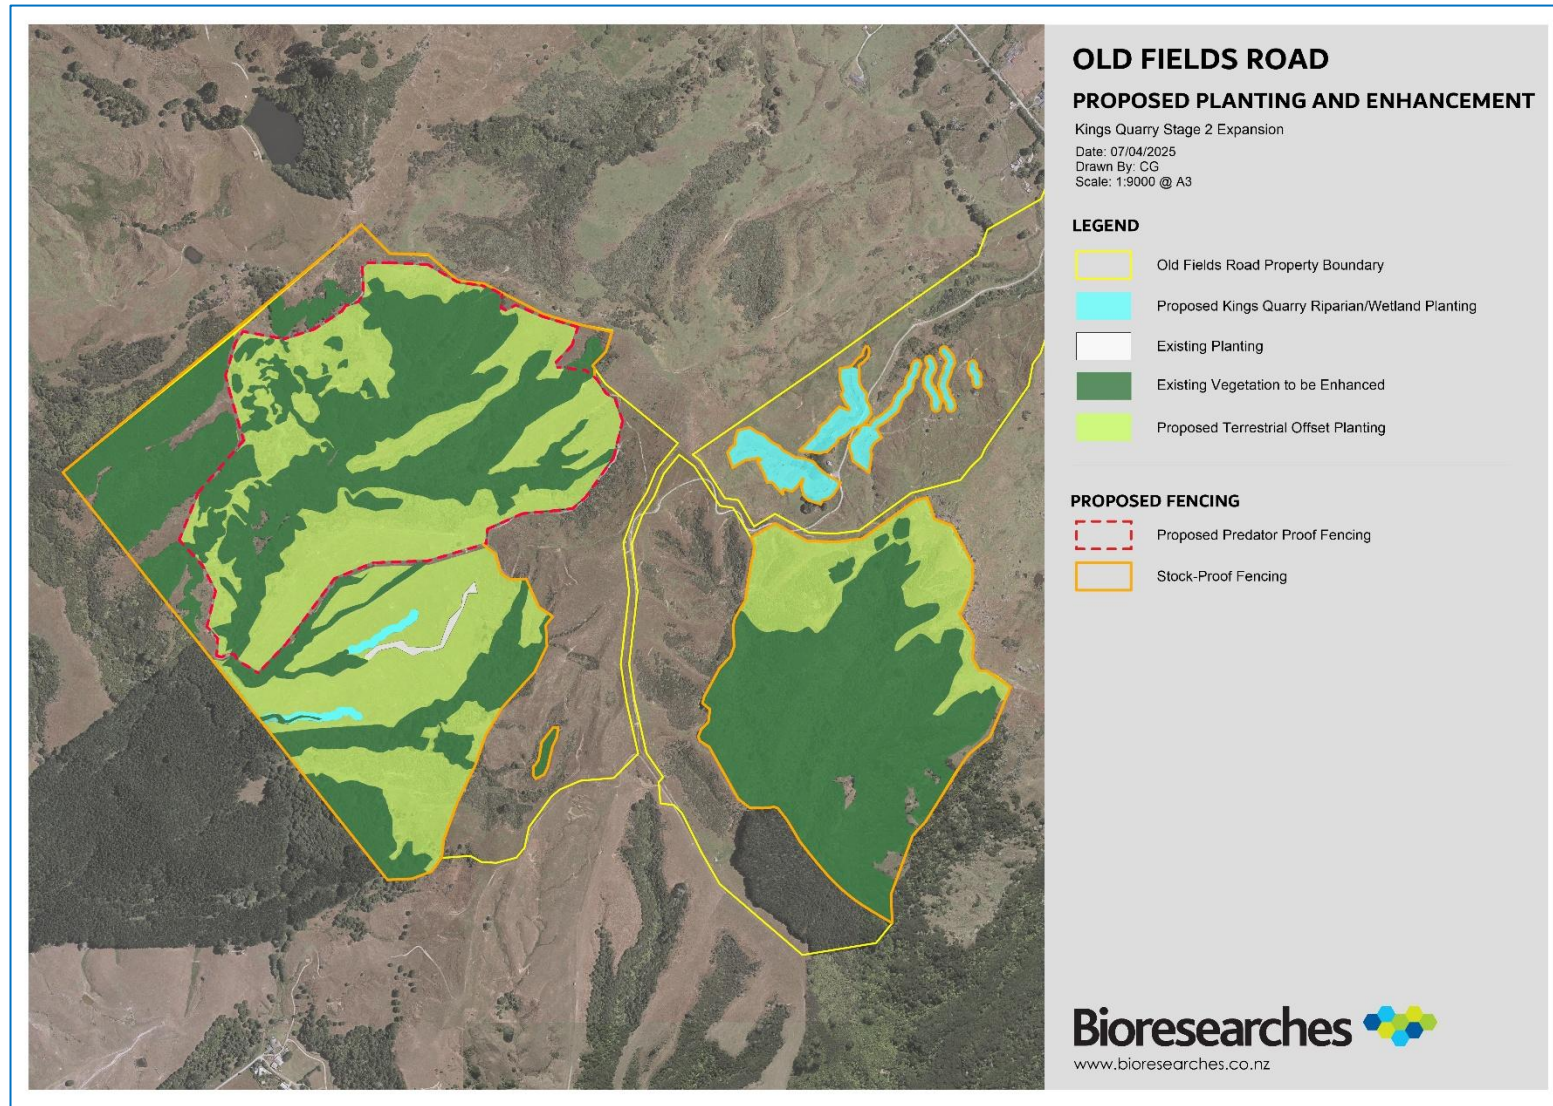 OLD FIELDS ROAD
PROPOSED PLANTING AND ENHANCEMENT
Kings Quarry Stage 2 Expansion
Date: 07/04/2025
Drawn By: CG
Scale: 1:9000 @ A3
LEGEND
Old Fields Road Property Boundary
Proposed Kings Quarry Riparian/Wetland Planting
Existing Planting
Existing Vegetation to be Enhanced
Proposed Terrestrial Offset Planting
PROPOSED FENCING
Proposed Predator Proof Fencing
Stock-Proof Fencing
Bioresearches
www.bioresearches.co.nz